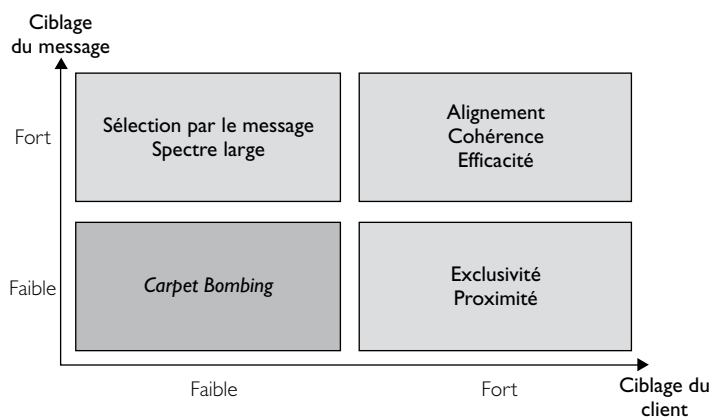 Ciblage
du message
Fort
Sélection par le message
Spectre large
Alignement
Cohérence
Efficacité
Faible
Carpet Bombing
Exclusivité
Proximité
Faible
Fort
Ciblage du
client